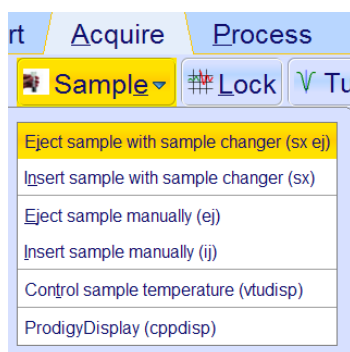 rt Acquire Process
Sample Lock Tu
Eject sample with sample changer (sx ej)
Insert sample with sample changer (sx)
Eject sample manually (ej)
Insert sample manually (ij)
Control sample temperature (vtudisp)
ProdigyDisplay (cppdisp)